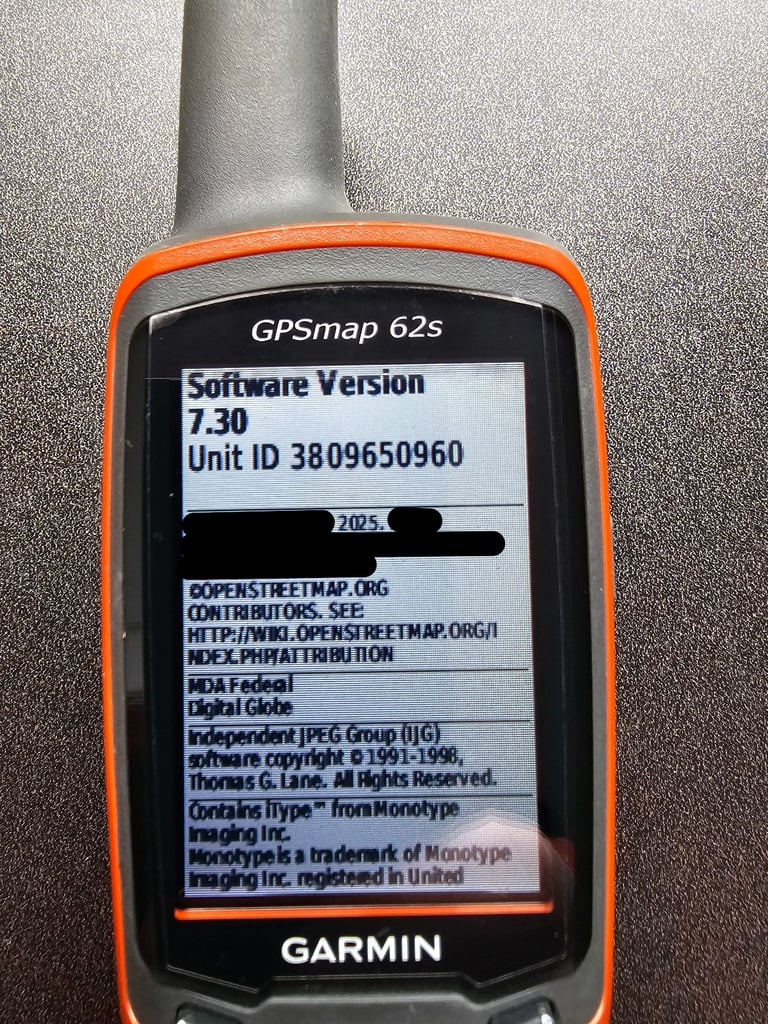 GPSmap 62s
Software Version
7.30
Unit ID 3809650960
2025.
©OPENSTREETMAP.ORG
CONTRIBUTORS. SEE:
HTTP://WIKI.OPENSTREETMAP.ORG/I
NDEX.PHP/ATTRIBUTION
MDA Federal
Digital Globe
Independent JPEG Group (IJG)
software copyright © 1991-1998,
Thomas G. Lane. All Rights Reserved.
Contains iType™ from Monotype
Imaging Inc.
Monotype is a trademark of Monotype
Imaging Inc. registered in United
GARMIN